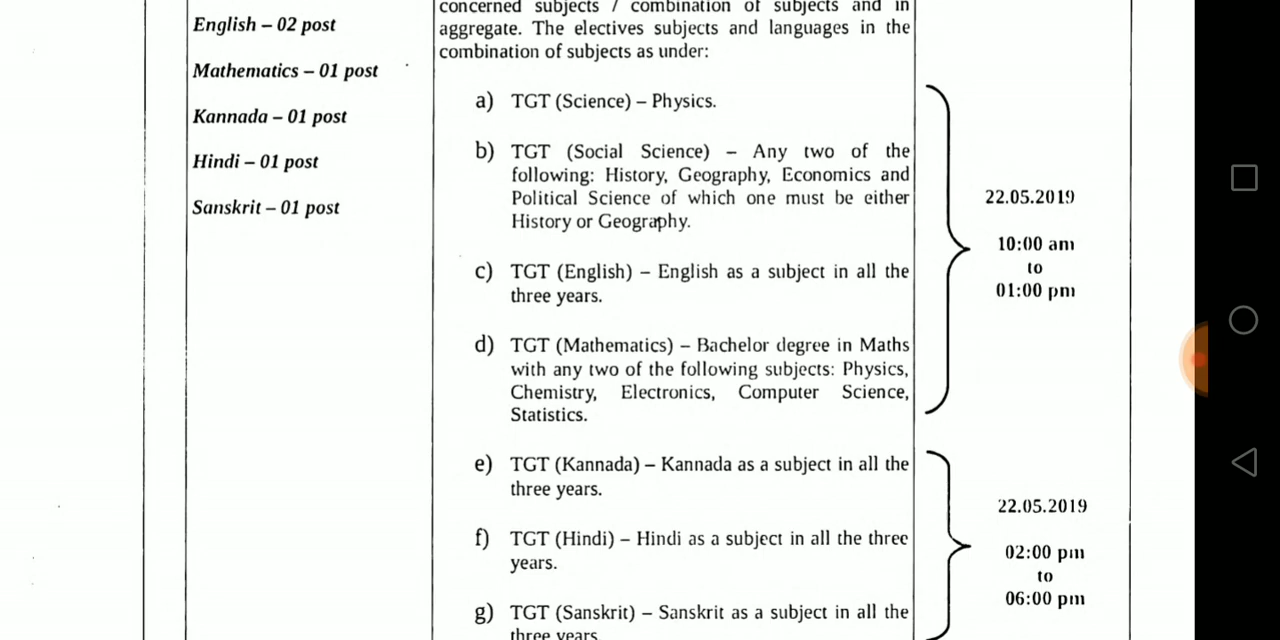 English – 02 post
Mathematics – 01 post
Kannada – 01 post
Hindi – 01 post
Sanskrit – 01 post
concerned subjects / combination of subjects and in
aggregate. The electives subjects and languages in the
combination of subjects as under:
a) TGT (Science) – Physics.
b) TGT (Social Science) – Any two of the
following: History, Geography, Economics and
Political Science of which one must be either
History or Geography.
c) TGT (English) – English as a subject in all the
three years.
d) TGT (Mathematics) – Bachelor degree in Maths
with any two of the following subjects: Physics,
Chemistry, Electronics, Computer Science,
Statistics.
e) TGT (Kannada) – Kannada as a subject in all the
three years.
f) TGT (Hindi) – Hindi as a subject in all the three
years.
g) TGT (Sanskrit) – Sanskrit as a subject in all the
three years.
22.05.2019
10:00 am
to
01:00 pm
22.05.2019
02:00 pm
to
06:00 pm